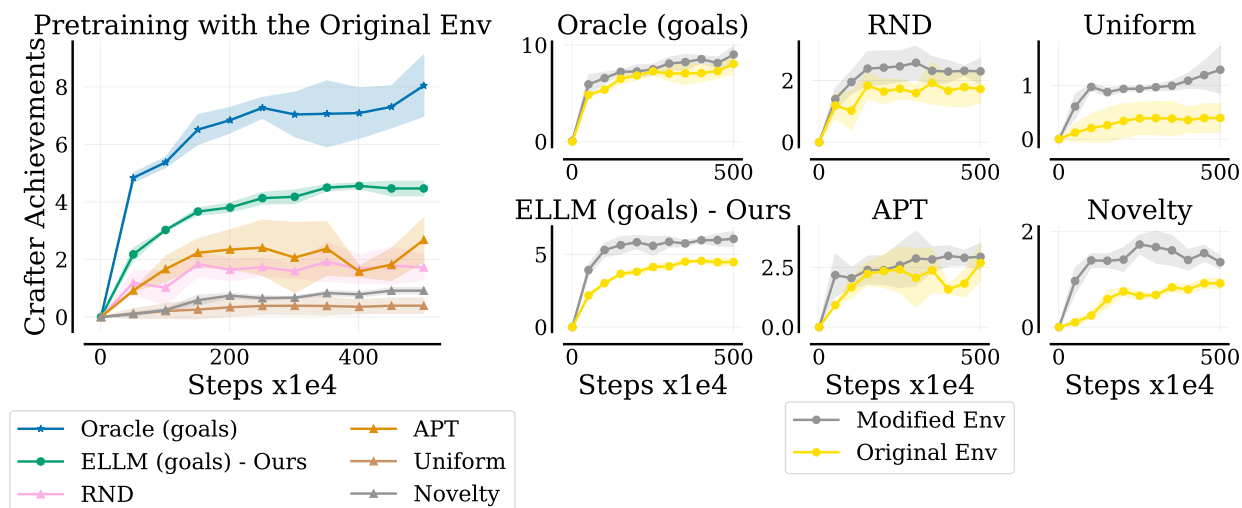 Pretraining with the Original Env
Crafter Achievements
8
6
4
2
0
0 200 400
Steps x1e4
Oracle (goals)
ELLM (goals) - Ours
RND
APT
Uniform
Novelty
Oracle (goals)
10
0
0 500
RND
2
0
0 500
Uniform
1
0
0 500
ELLM (goals) - Ours
5
0
0 500
Steps x1e4
APT
2.5
0.0
0 500
Steps x1e4
Novelty
2
0
0 500
Steps x1e4
Modified Env
Original Env